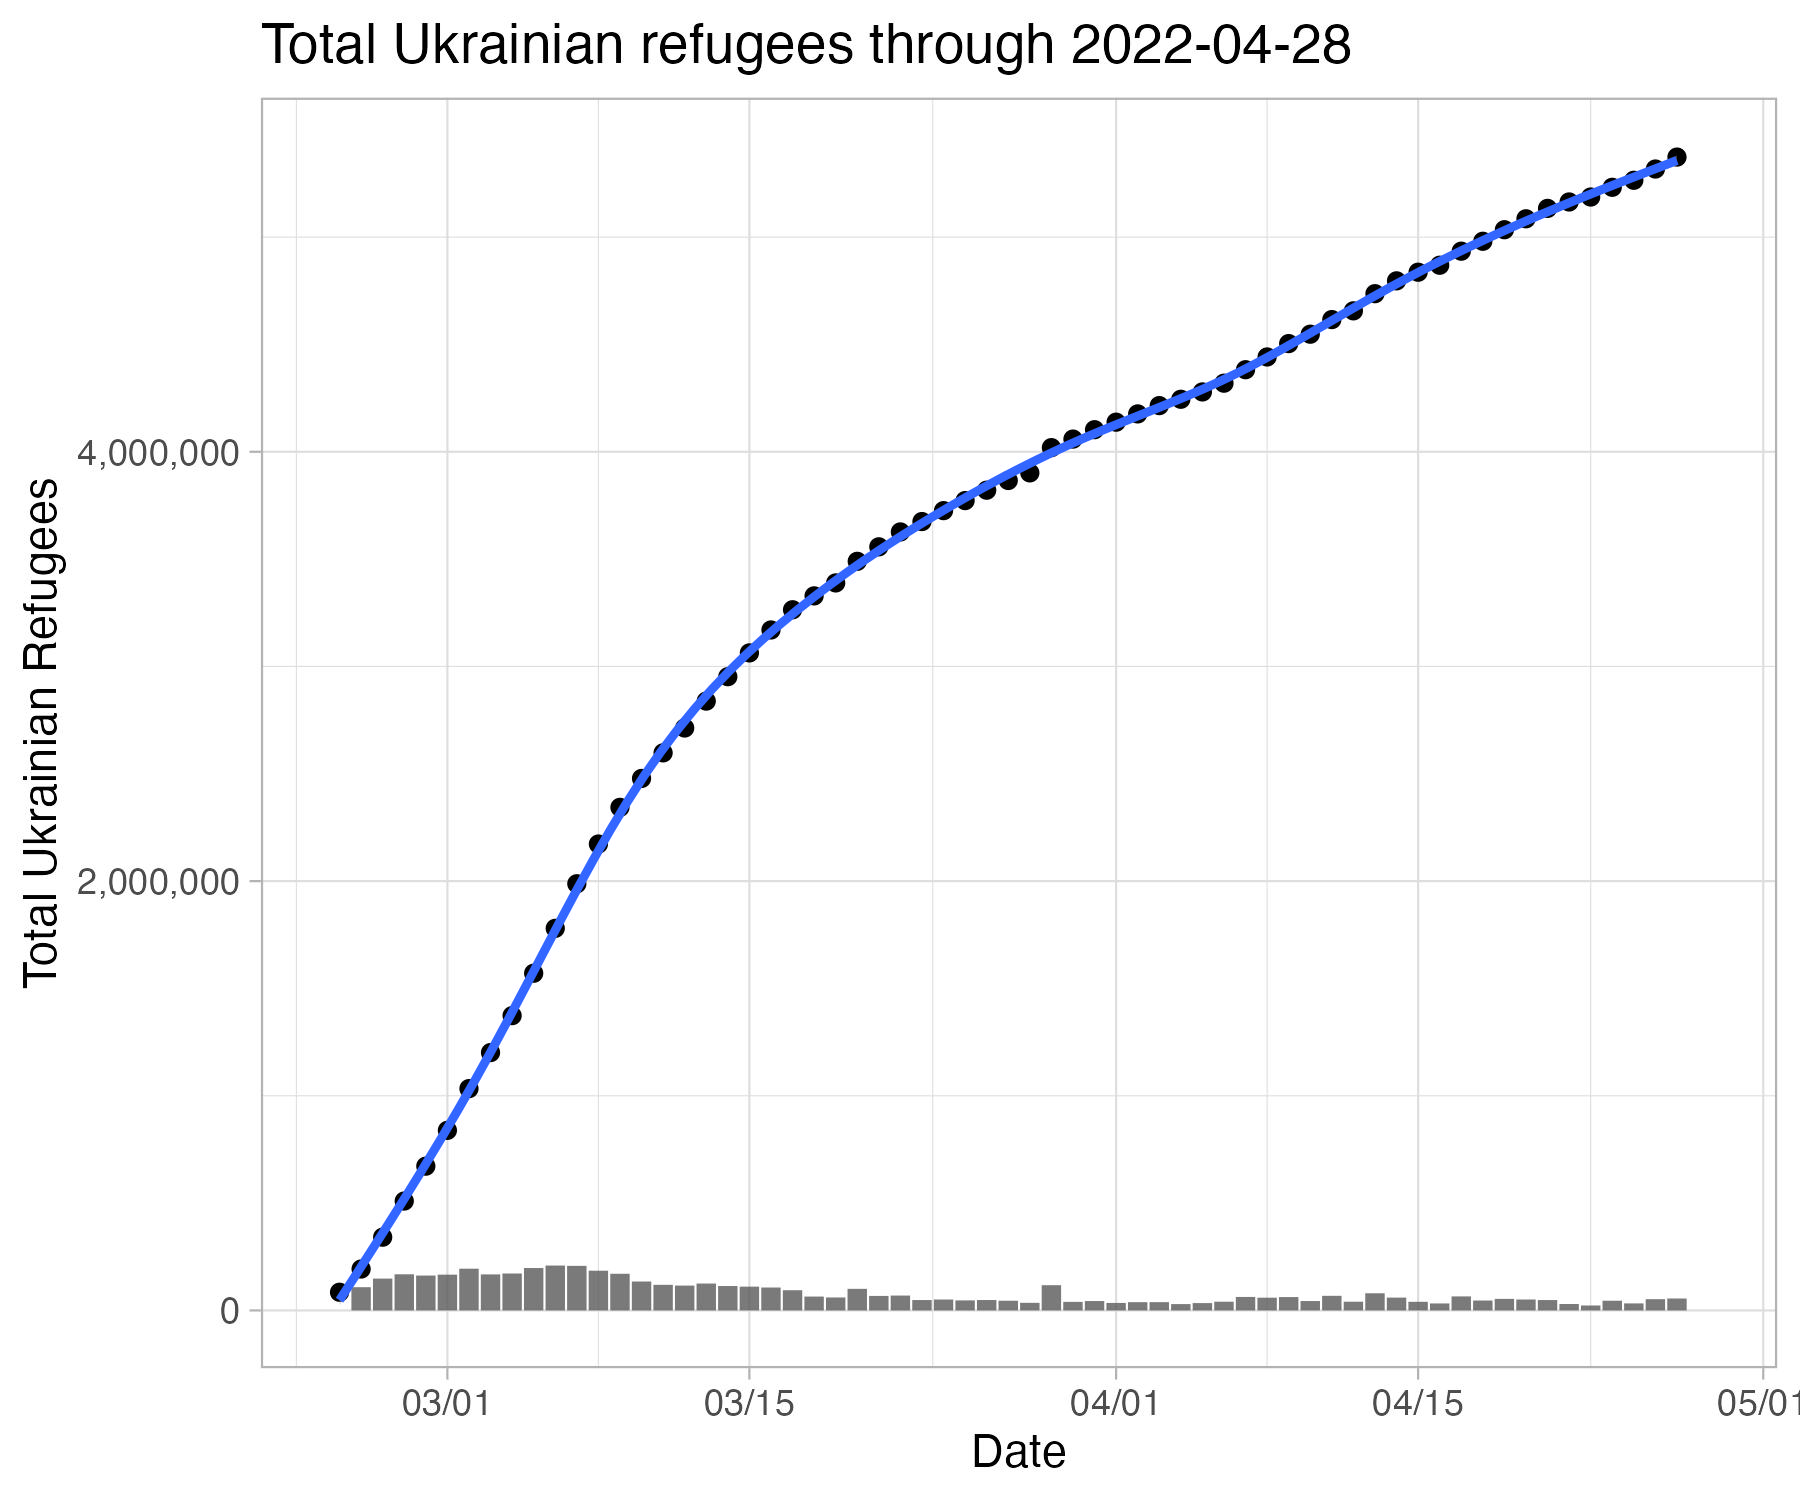 Total Ukrainian refugees through 2022-04-28
Total Ukrainian Refugees
4,000,000
2,000,000
0
03/01
03/15
04/01
04/15
05/01
Date